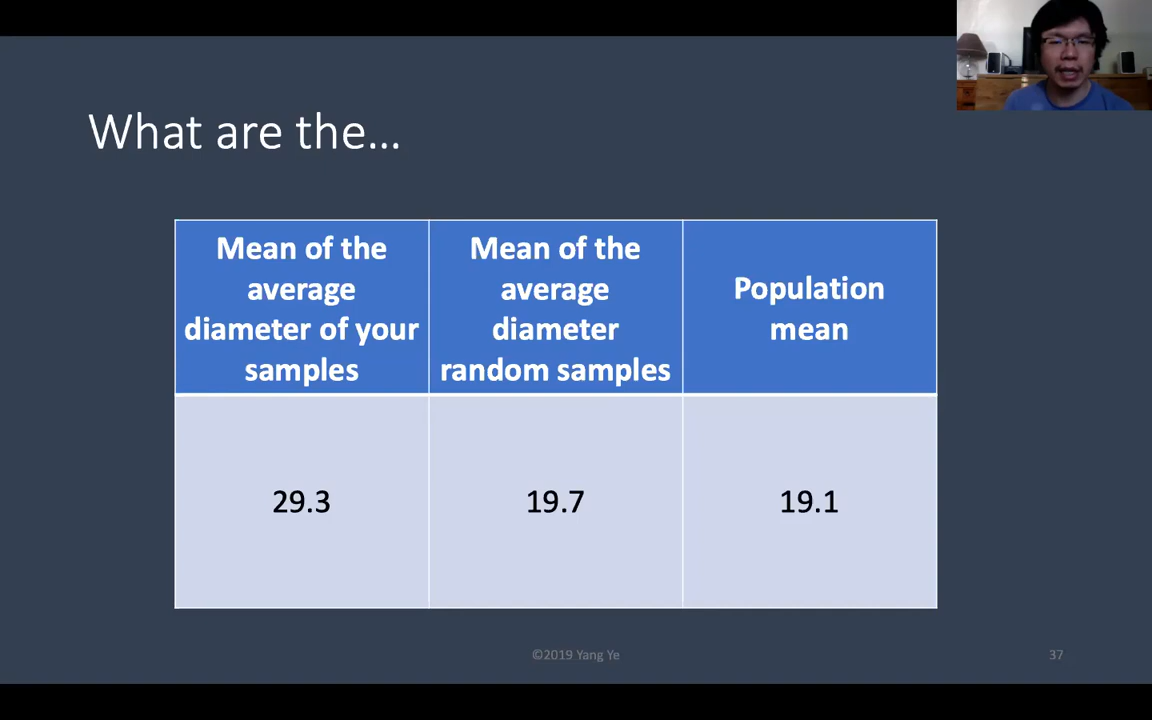 What are the...
Mean of the
average
diameter of your
samples
Mean of the
average
diameter
random samples
Population
mean
29.3
19.7
19.1
©2019 Yang Ye
37